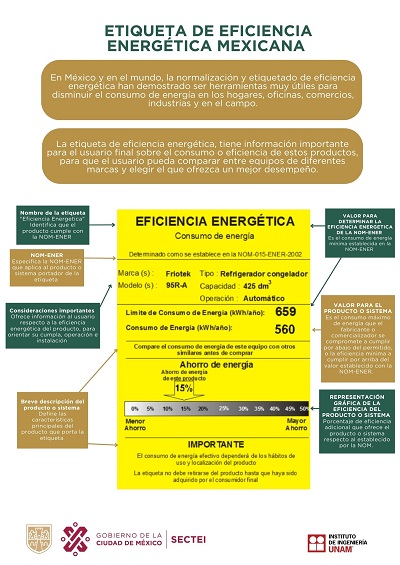 ETIQUETA DE EFICIENCIA
ENERGÉTICA MEXICANA
En México y en el mundo, la normalización y etiquetado de eficiencia
energética han demostrado ser herramientas muy útiles para
disminuir el consumo de energía en los hogares, oficinas, comercios,
industrias y en el campo.
La etiqueta de eficiencia energética, tiene información importante
para el usuario final sobre el consumo o eficiencia de estos productos,
para que el usuario pueda comparar entre equipos de diferentes
marcas y elegir el que ofrezca un mejor desempeño.
Nombre de la etiqueta
"Eficiencia Energetica"
Identifica que el
producto cumple con
la NOM-ENER
NOM-ENER
Especifica la NOM-ENER
que aplica al producto o
sistema portador de la
etiqueta
Consideraciones importantes
Ofrece información al usuario
respecto a la eficiencia
energética del producto, para
orientar su compra, operación e
instalación
Breve descripción del
producto o sistema
Define las
características
principales del
producto que porta la
etiqueta
EFICIENCIA ENERGÉTICA
Consumo de energía
Determinado como se establece en la NOM-015-ENER-2002
Marca (s) : Friotek Tipo : Refrigerador congelador
Modelo (s) : 95R-A Capacidad : 425 dm3
Operación : Automático
Límite de Consumo de Energía (kWh/año): 659
Consumo de Energía (kWh/año): 560
Compare el consumo de energía de este equipo con otros
similares antes de comprar
Ahorro de energía
Ahorro de energía
de este producto
15%
0% 5% 10% 15% 20% 25% 30% 35% 40% 45% 50%
Menor Mayor
Ahorro Ahorro
IMPORTANTE
El consumo de energía efectivo dependerá de los hábitos de
uso y localización del producto
La etiqueta no debe retirarse del producto hasta que haya sido
adquirido por el consumidor final
VALOR PARA
DETERMINAR LA EFICIENCIA
ENERGÉTICA DE LA NOM-ENER
Es el consumo de energía
mínima establecida en la
NOM-ENER
VALOR PARA EL
PRODUCTO O SISTEMA
Es el consumo máximo
de energía que el
fabricante o
comercializador se
compromete a cumplir
por abajo del permitido,
o la eficiencia mínima a
cumplir por arriba del
valor establecido con la
NOM-ENER.
REPRESENTACIÓN
GRÁFICA DE LA
EFICIENCIA DEL
PRODUCTO O SISTEMA
Porcentaje de eficiencia
adicional que ofrece el
producto o sistema
respecto al establecido
por la NOM.
GOBIERNO DE LA
CIUDAD DE MÉXICO
SECTEI
INSTITUTO
DE INGENIERÍA
UNAM